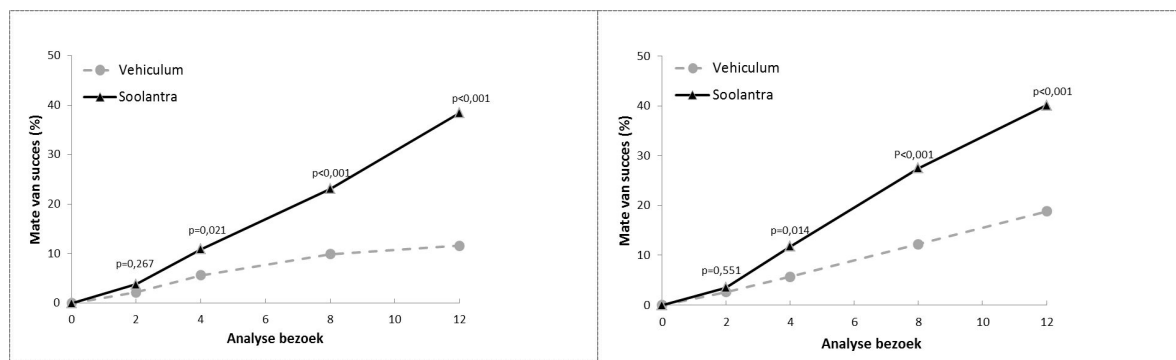 50
40
30
20
10
0
Mate van succes (%)
Vehiculum
Soolantra
p=0,267
p=0,021
p<0,001
p<0,001
0 2 4 6 8 10 12
Analyse bezoek
50
40
30
20
10
0
Mate van succes (%)
Vehiculum
Soolantra
p=0,551
p=0,014
P<0,001
p<0,001
0 2 4 6 8 10 12
Analyse bezoek